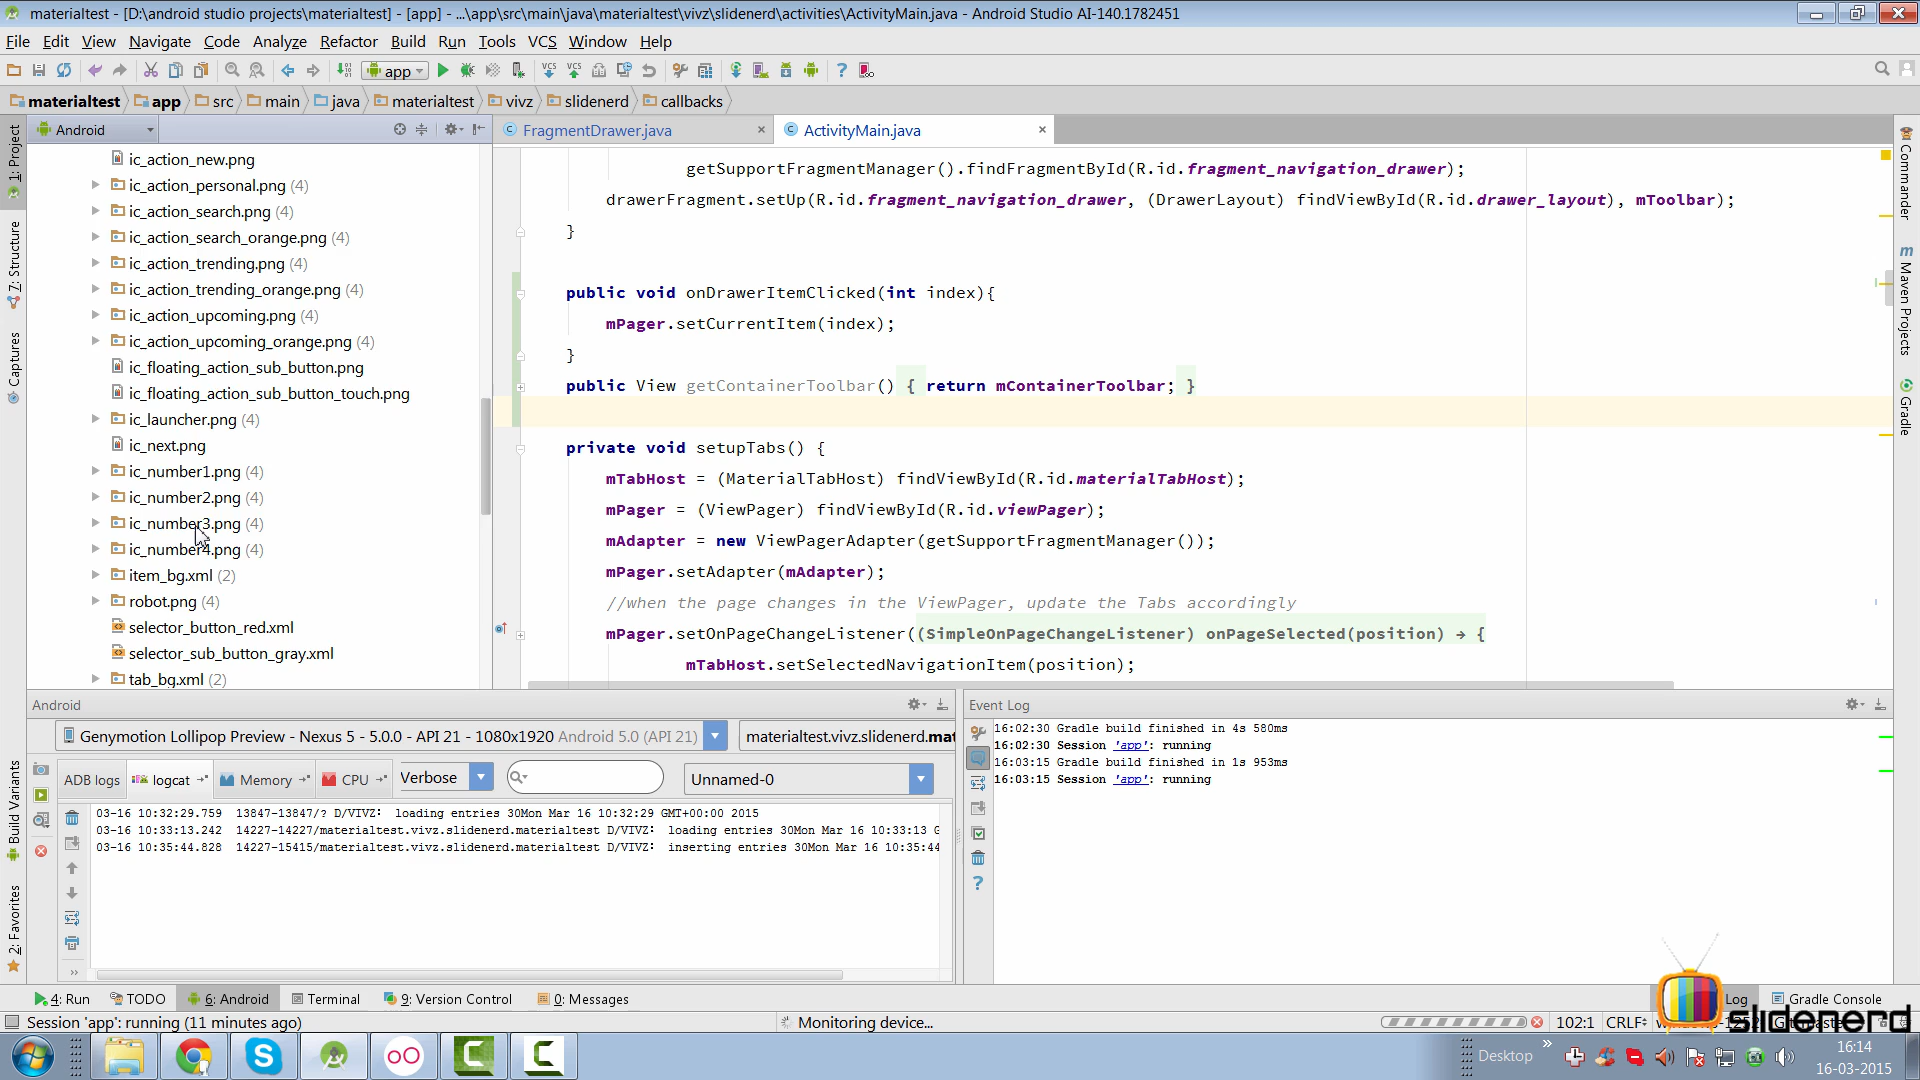 materialtest - [D:\android studio projects\materialtest] - [app] - ...\app\src\main\java\materialtest\vivz\slidenerd\activities\ActivityMain.java - Android Studio AI-140.1782451
File Edit View Navigate Code Analyze Refactor Build Run Tools VCS Window Help
app
materialtest app src main java materialtest vivz slidenerd callbacks
Android
FragmentDrawer.java
ActivityMain.java
1: Project
7: Structure
Captures
Build Variants
2: Favorites
ic_action_new.png
ic_action_personal.png (4)
ic_action_search.png (4)
ic_action_search_orange.png (4)
ic_action_trending.png (4)
ic_action_trending_orange.png (4)
ic_action_upcoming.png (4)
ic_action_upcoming_orange.png (4)
ic_floating_action_sub_button.png
ic_floating_action_sub_button_touch.png
ic_launcher.png (4)
ic_next.png
ic_number1.png (4)
ic_number2.png (4)
ic_number3.png (4)
ic_number4.png (4)
item_bg.xml (2)
robot.png (4)
selector_button_red.xml
selector_sub_button_gray.xml
tab_bg.xml (2)
getSupportFragmentManager().findFragmentById(R.id.fragment_navigation_drawer);
drawerFragment.setUp(R.id.fragment_navigation_drawer, (DrawerLayout) findViewById(R.id.drawer_layout), mToolbar);
}
public void onDrawerItemClicked(int index){
mPager.setCurrentItem(index);
}
public View getContainerToolbar() { return mContainerToolbar; }
private void setupTabs() {
mTabHost = (MaterialTabHost) findViewById(R.id.materialTabHost);
mPager = (ViewPager) findViewById(R.id.viewPager);
mAdapter = new ViewPagerAdapter(getSupportFragmentManager());
mPager.setAdapter(mAdapter);
//when the page changes in the ViewPager, update the Tabs accordingly
mPager.setOnPageChangeListener((SimpleOnPageChangeListener) onPageSelected(position) → {
mTabHost.setSelectedNavigationItem(position);
Commander
Maven Projects
Gradle
Android
Genymotion Lollipop Preview - Nexus 5 - 5.0.0 - API 21 - 1080x1920 Android 5.0 (API 21)
materialtest.vivz.slidenerd.mat
ADB logs logcat Memory CPU Verbose Unnamed-0
03-16 10:32:29.759 13847-13847/? D/VIVZ: loading entries 30Mon Mar 16 10:32:29 GMT+00:00 2015
03-16 10:33:13.242 14227-14227/materialtest.vivz.slidenerd.materialtest D/VIVZ: loading entries 30Mon Mar 16 10:33:13 G
03-16 10:35:44.828 14227-15415/materialtest.vivz.slidenerd.materialtest D/VIVZ: inserting entries 30Mon Mar 16 10:35:44
Event Log
16:02:30 Gradle build finished in 4s 580ms
16:02:30 Session 'app': running
16:03:15 Gradle build finished in 1s 953ms
16:03:15 Session 'app': running
4: Run TODO 6: Android Terminal 9: Version Control 0: Messages Log Gradle Console
Session 'app': running (11 minutes ago) Monitoring device... 102:1 CRLF
slidenerd
Desktop
16:14
16-03-2015